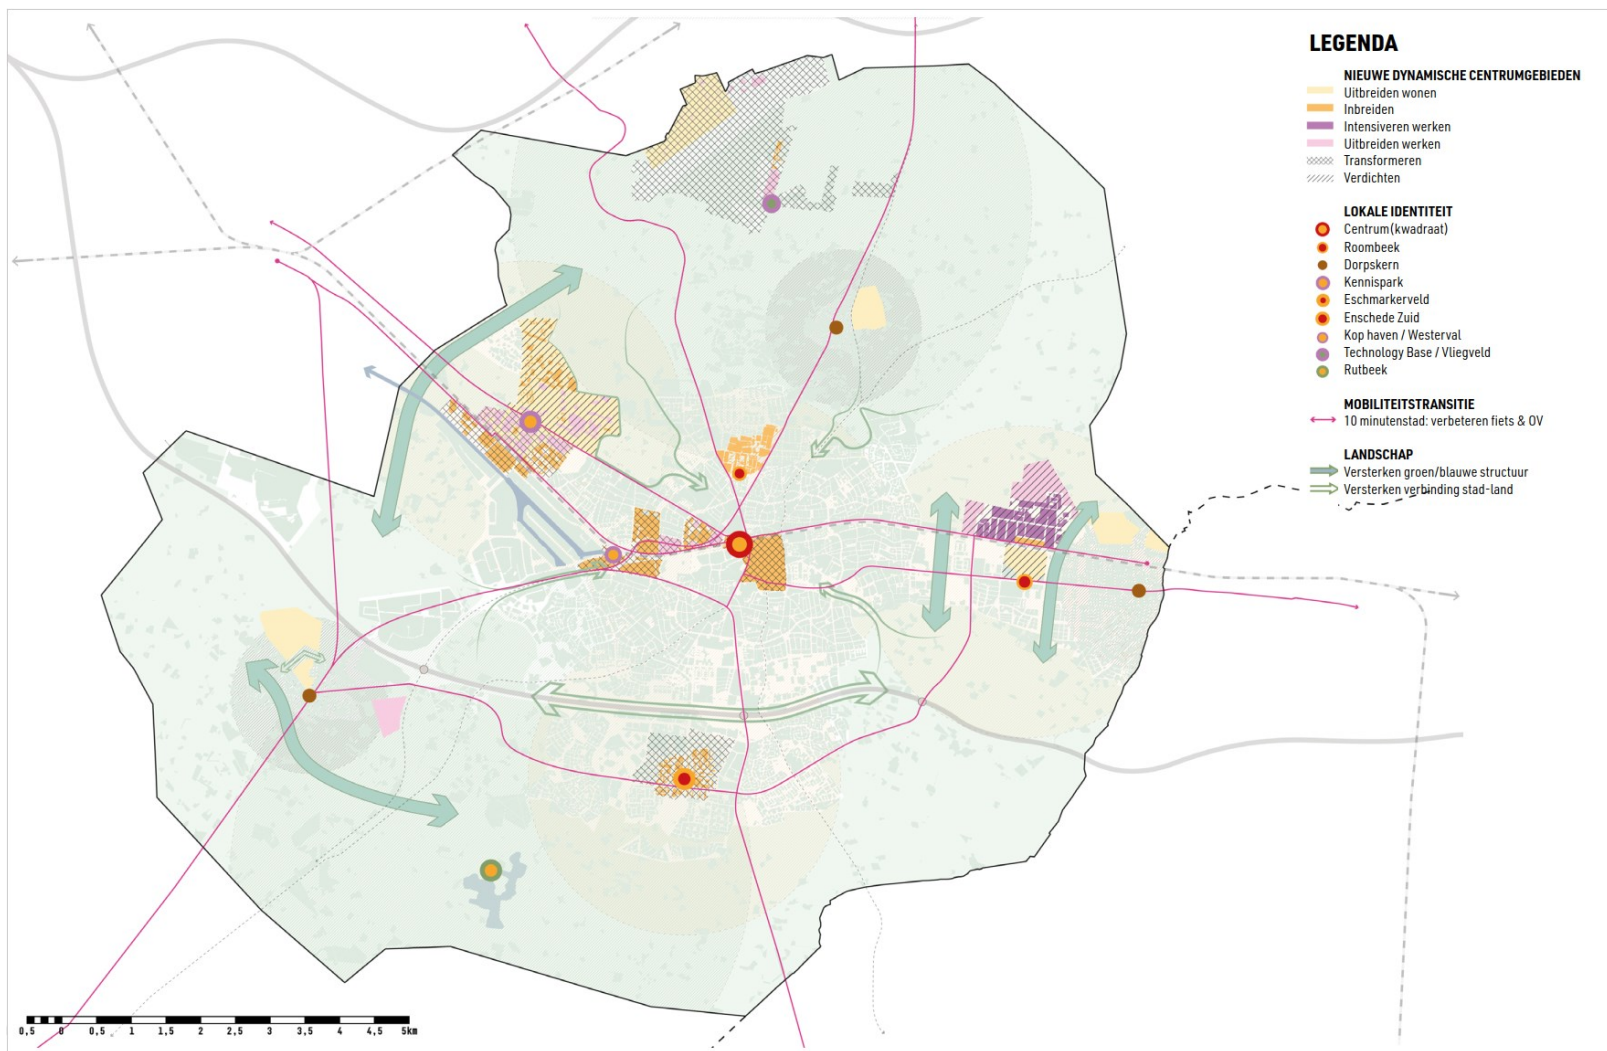 LEGENDA
NIEUWE DYNAMISCHE CENTRUMGEBIEDEN
Uitbreiden wonen
Inbreiden
Intensiveren werken
Uitbreiden werken
Transformeren
Verdichten
LOKALE IDENTITEIT
Centrum(kwadraat)
Roombeek
Dorpskern
Kennispark
Eschmarkerveld
Enschede Zuid
Kop haven / Westerval
Technology Base / Vliegveld
Rutbeek
MOBILITEITSTRANSITIE
10 minutenstad: verbeteren fiets & OV
LANDSCHAP
Versterken groen/blauwe structuur
Versterken verbinding stad-land
0,5 0 0,5 1 1,5 2 2,5 3 3,5 4 4,5 5km